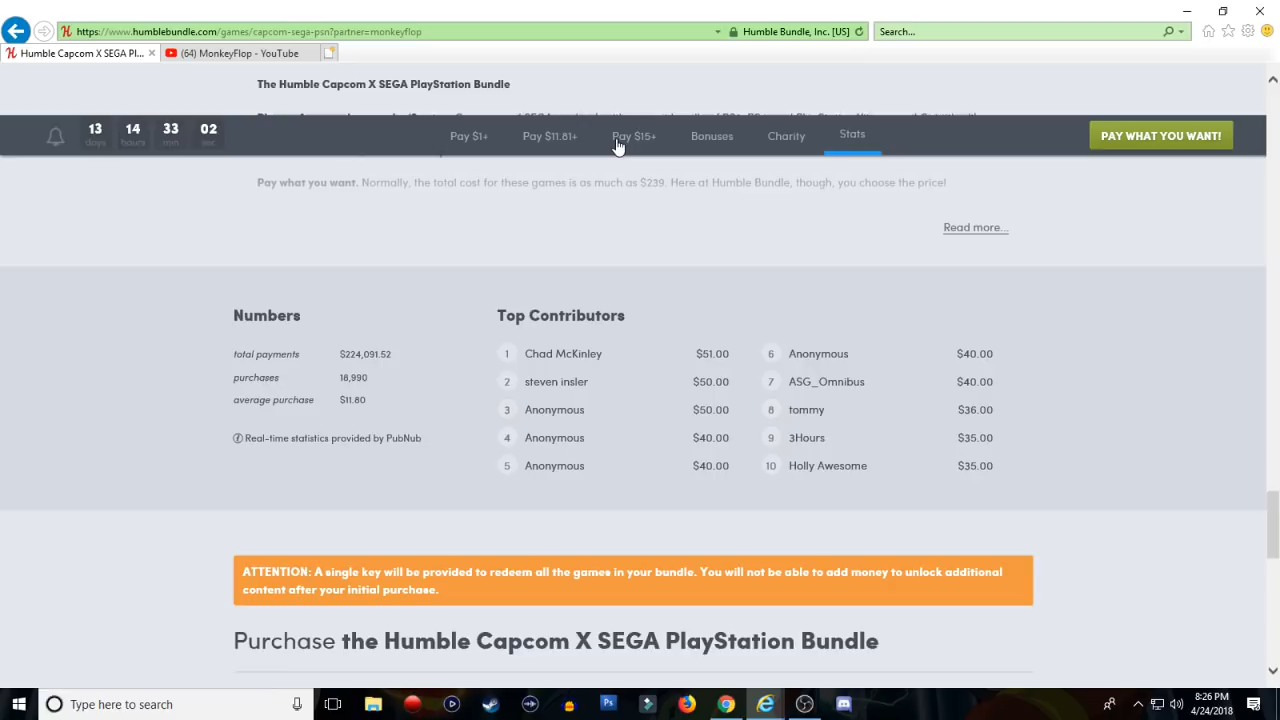 https://www.humblebundle.com/games/capcom-sega-psn?partner=monkeyflop
Humble Bundle, Inc. [US]
Search...
Humble Capcom X SEGA Pl...
(64) MonkeyFlop - YouTube
The Humble Capcom X SEGA PlayStation Bundle
13 days
14 hours
33 min
02 sec
Pay $1+
Pay $11.81+
Pay $15+
Bonuses
Charity
Stats
PAY WHAT YOU WANT!
Pay what you want. Normally, the total cost for these games is as much as $239. Here at Humble Bundle, though, you choose the price!
Read more...
Numbers
total payments $224,091.52
purchases 18,990
average purchase $11.80
Real-time statistics provided by PubNub
Top Contributors
1 Chad McKinley $51.00
2 steven insler $50.00
3 Anonymous $50.00
4 Anonymous $40.00
5 Anonymous $40.00
6 Anonymous $40.00
7 ASG_Omnibus $40.00
8 tommy $36.00
9 3Hours $35.00
10 Holly Awesome $35.00
ATTENTION: A single key will be provided to redeem all the games in your bundle. You will not be able to add money to unlock additional
content after your initial purchase.
Purchase the Humble Capcom X SEGA PlayStation Bundle
Type here to search
Ps
8:26 PM
4/24/2018